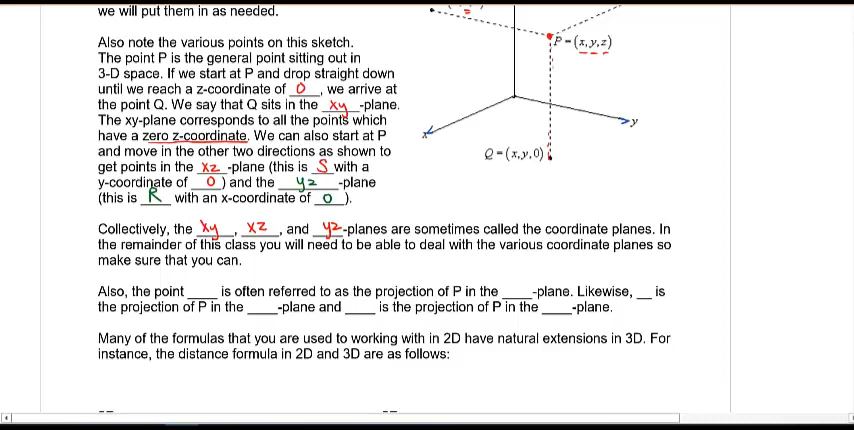 we will put them in as needed.
P = (x, y, z)
Also note the various points on this sketch.
The point P is the general point sitting out in
3-D space. If we start at P and drop straight down
until we reach a z-coordinate of 0, we arrive at
the point Q. We say that Q sits in the xy-plane.
The xy-plane corresponds to all the points which
have a zero z-coordinate. We can also start at P
x
y
and move in the other two directions as shown to
Q = (x, y, 0)
get points in the xz-plane (this is S with a
y-coordinate of 0) and the yz-plane
(this is R with an x-coordinate of 0).
Collectively, the xy, xz, and yz-planes are sometimes called the coordinate planes. In
the remainder of this class you will need to be able to deal with the various coordinate planes so
make sure that you can.
Also, the point ____ is often referred to as the projection of P in the ____-plane. Likewise, __ is
the projection of P in the ____-plane and ____ is the projection of P in the ____-plane.
Many of the formulas that you are used to working with in 2D have natural extensions in 3D. For
instance, the distance formula in 2D and 3D are as follows: